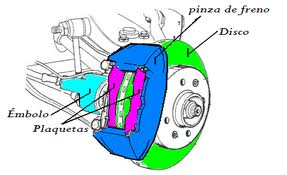 pinza de freno
Disco
Émbolo
Plaquetas